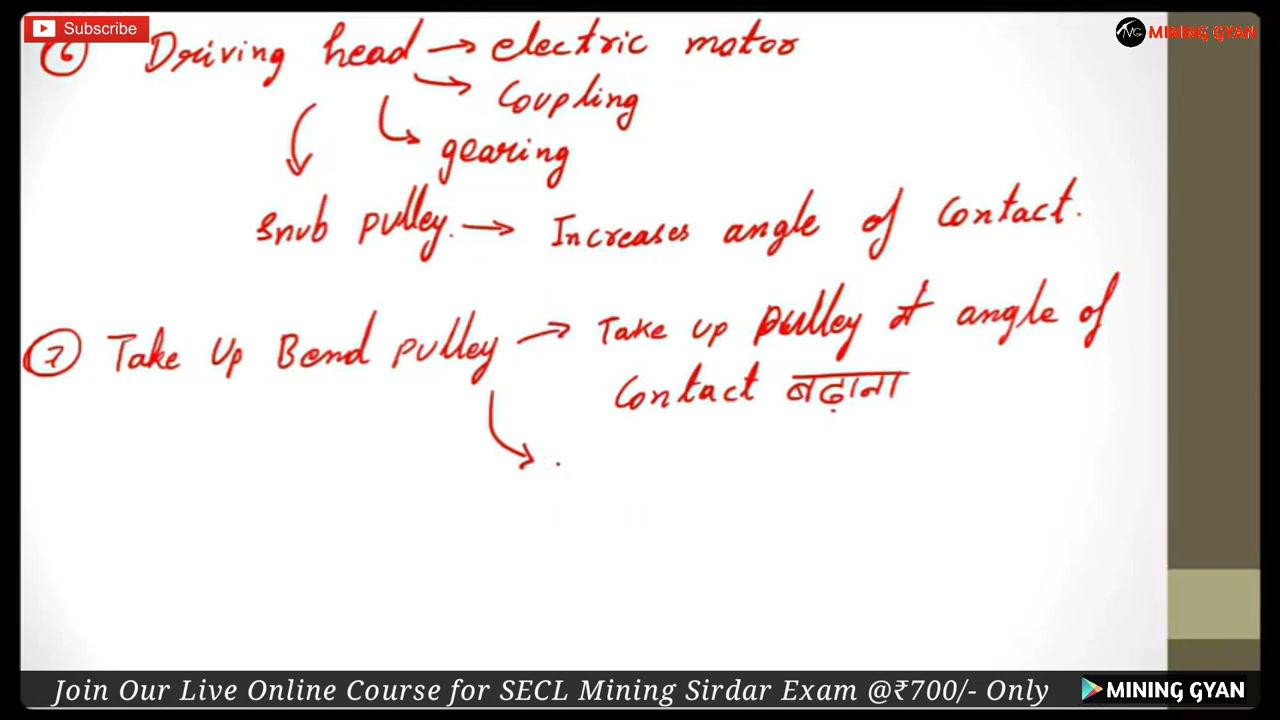 Subscribe
MINING GYAN
6 Driving head → electric motor
→ Coupling
→ gearing
Snub pulley. → Increases angle of Contact.
7 Take Up Bend pulley → Take up pulley में angle of
Contact बढ़ाना
Join Our Live Online Course for SECL Mining Sirdar Exam @₹700/- Only
MINING GYAN